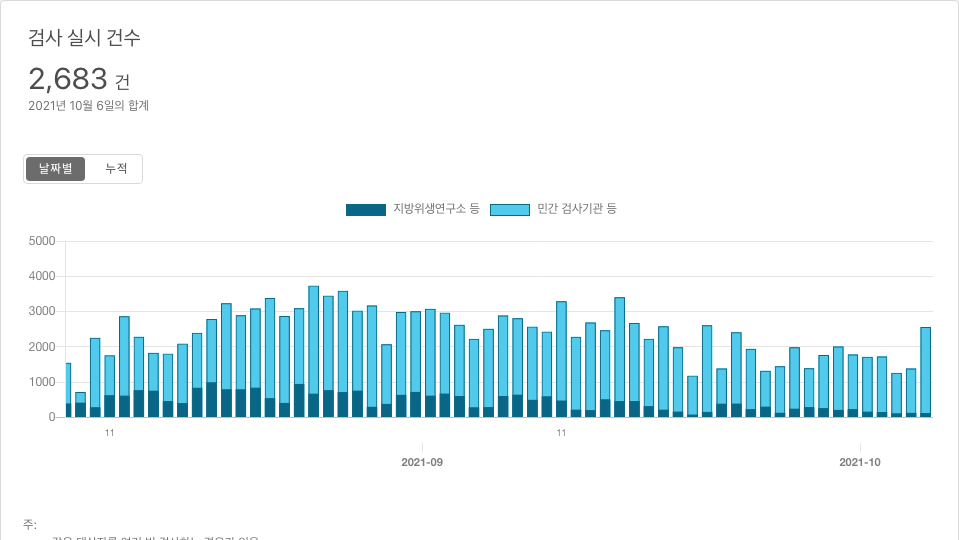 검사 실시 건수
2,683 건
2021년 10월 6일의 합계
날짜별 누적
지방위생연구소 등 민간 검사기관 등
5000
4000
3000
2000
1000
0
11 11
2021-09 2021-10
주: